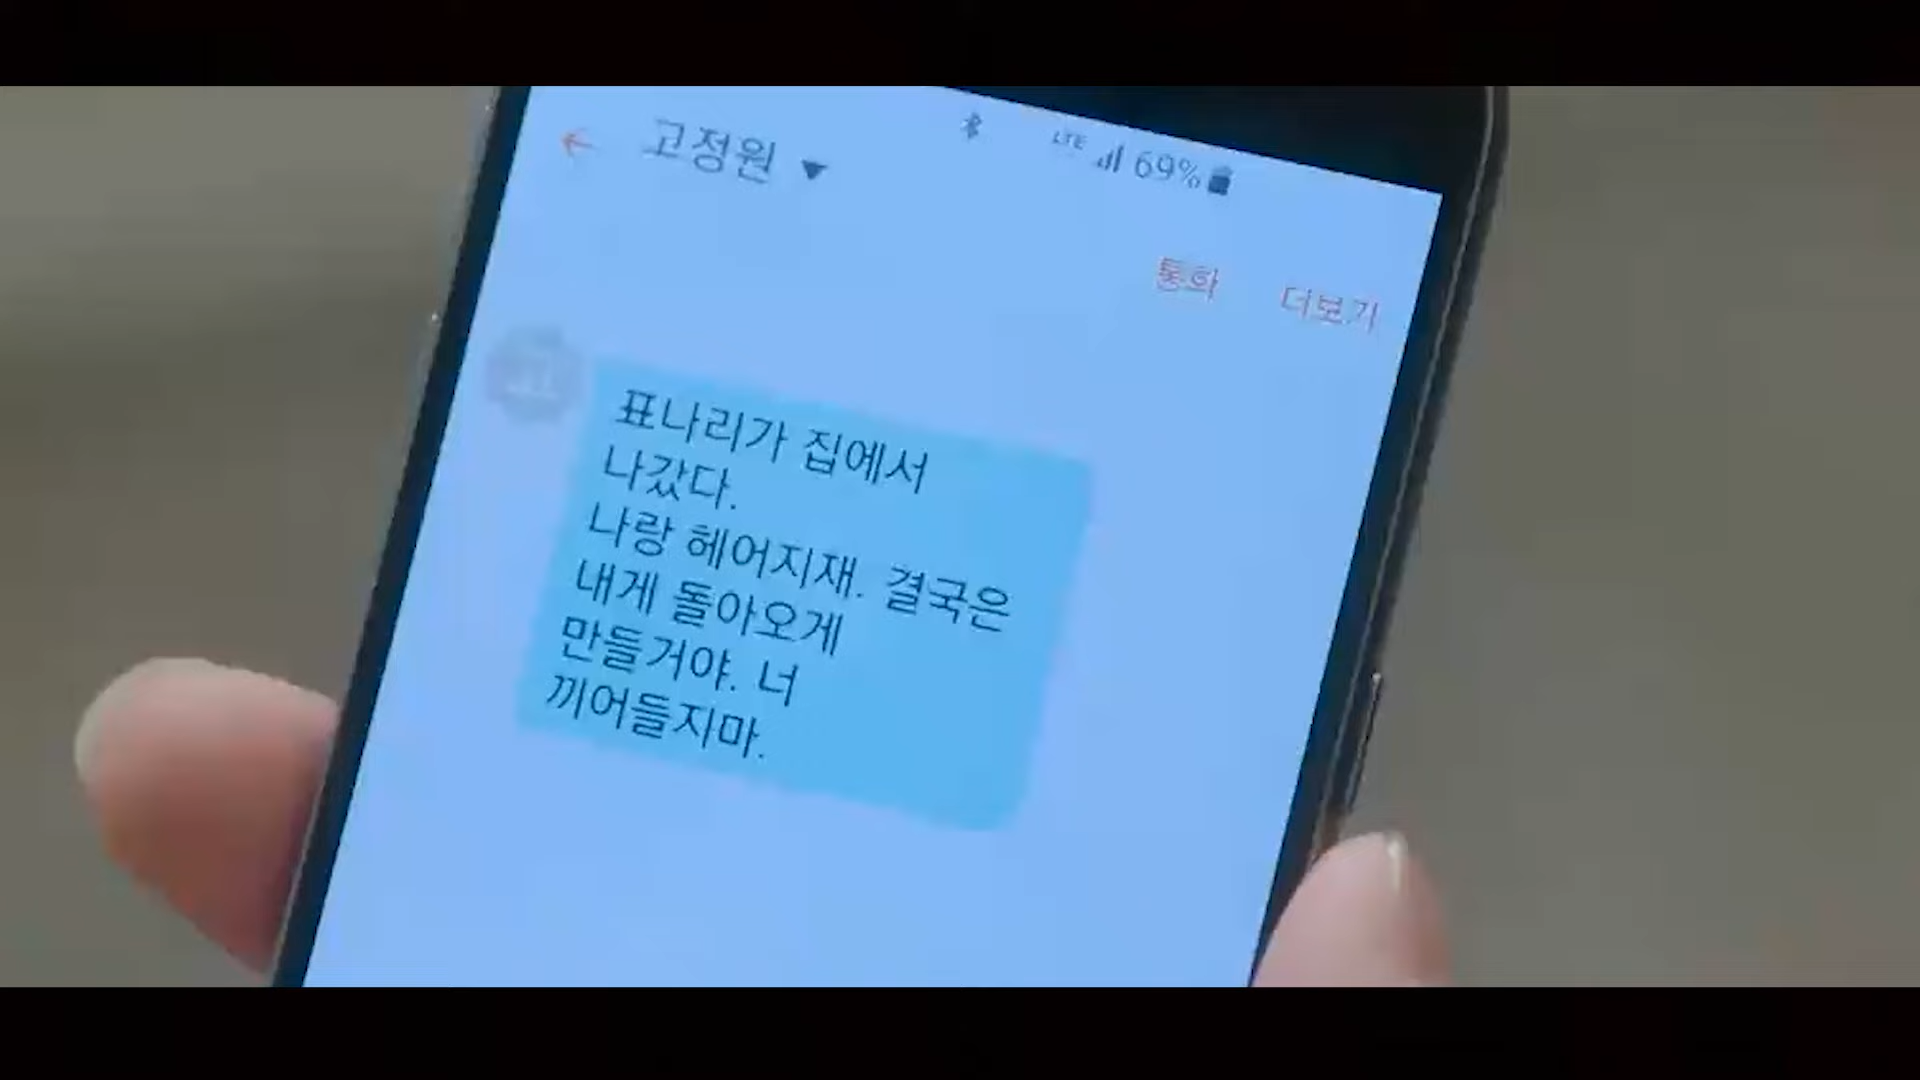 LTE 69%
고정원
통화 더보기
표나리가 집에서
나갔다.
나랑 헤어지재. 결국은
내게 돌아오게
만들거야. 너
끼어들지마.